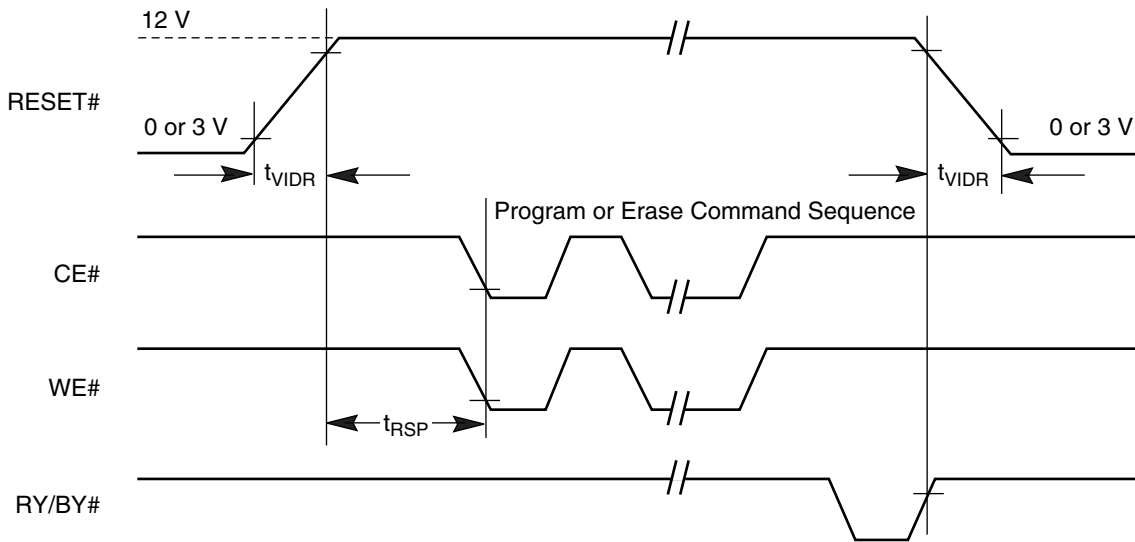 12 V
RESET#
0 or 3 V
0 or 3 V
tVIDR
tVIDR
Program or Erase Command Sequence
CE#
WE#
tRSP
RY/BY#